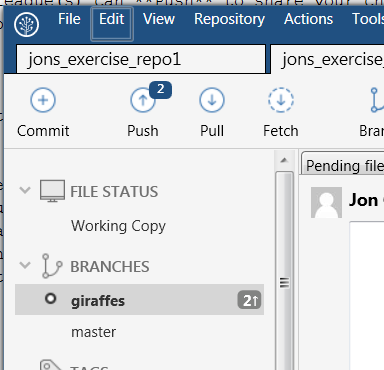 File Edit View Repository Actions Tools
jons_exercise_repo1 jons_exercise_
2
Commit Push Pull Fetch
Pending file
FILE STATUS
Jon
Working Copy
BRANCHES
giraffes 2↑
master
TAGS